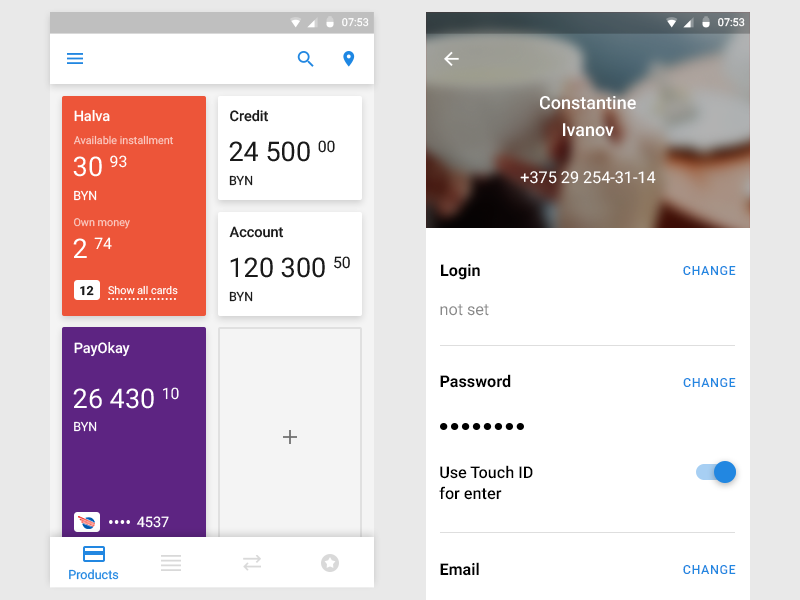 07:53
Halva
Available installment
30 93
BYN
Own money
2 74
12 Show all cards
Credit
24 500 00
BYN
Account
120 300 50
BYN
PayOkay
26 430 10
BYN
•••• 4537
Products
07:53
Constantine
Ivanov
+375 29 254-31-14
Login CHANGE
not set
Password CHANGE
••••••••
Use Touch ID
for enter
Email CHANGE